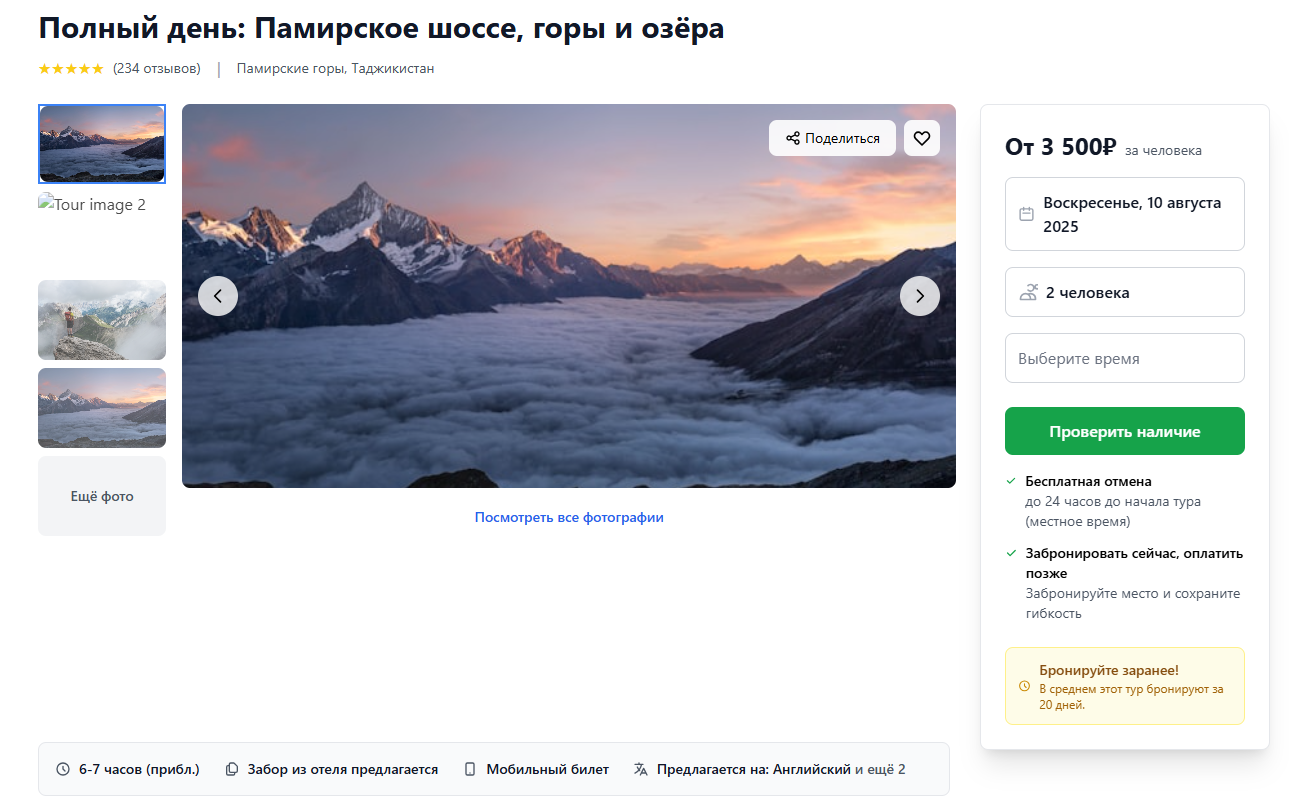 Полный день: Памирское шоссе, горы и озёра
★★★★★ (234 отзывов) | Памирские горы, Таджикистан
Tour image 2
Ещё фото
Поделиться
Посмотреть все фотографии
От 3 500₽ за человека
Воскресенье, 10 августа
2025
2 человека
Выберите время
Проверить наличие
Бесплатная отмена
до 24 часов до начала тура
(местное время)
Забронировать сейчас, оплатить
позже
Забронируйте место и сохраните
гибкость
Бронируйте заранее!
В среднем этот тур бронируют за
20 дней.
6-7 часов (прибл.) Забор из отеля предлагается Мобильный билет Предлагается на: Английский и ещё 2